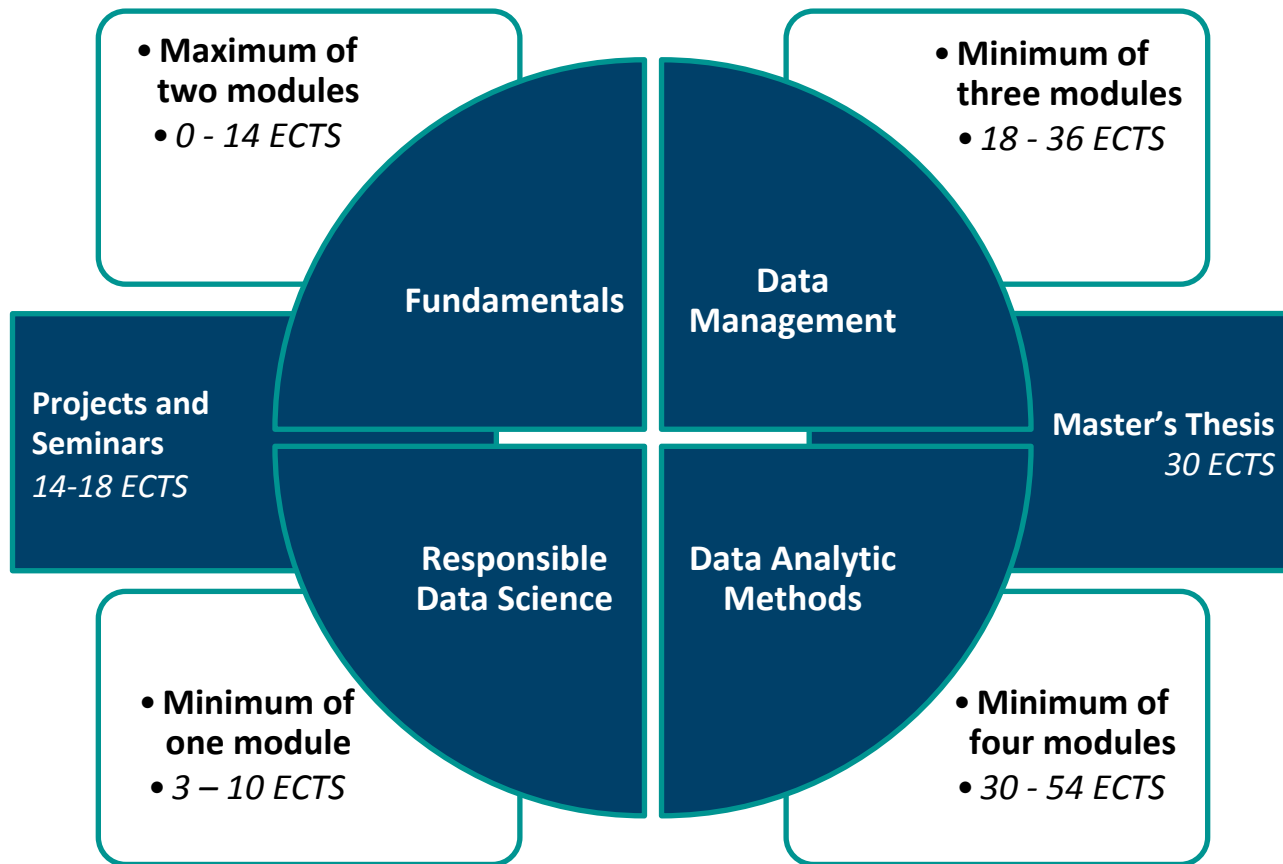 • Maximum of
two modules
• 0 - 14 ECTS
• Minimum of
three modules
• 18 - 36 ECTS
Fundamentals
Data
Management
Projects and
Seminars
14-18 ECTS
Master’s Thesis
30 ECTS
Responsible
Data Science
Data Analytic
Methods
• Minimum of
one module
• 3 – 10 ECTS
• Minimum of
four modules
• 30 - 54 ECTS